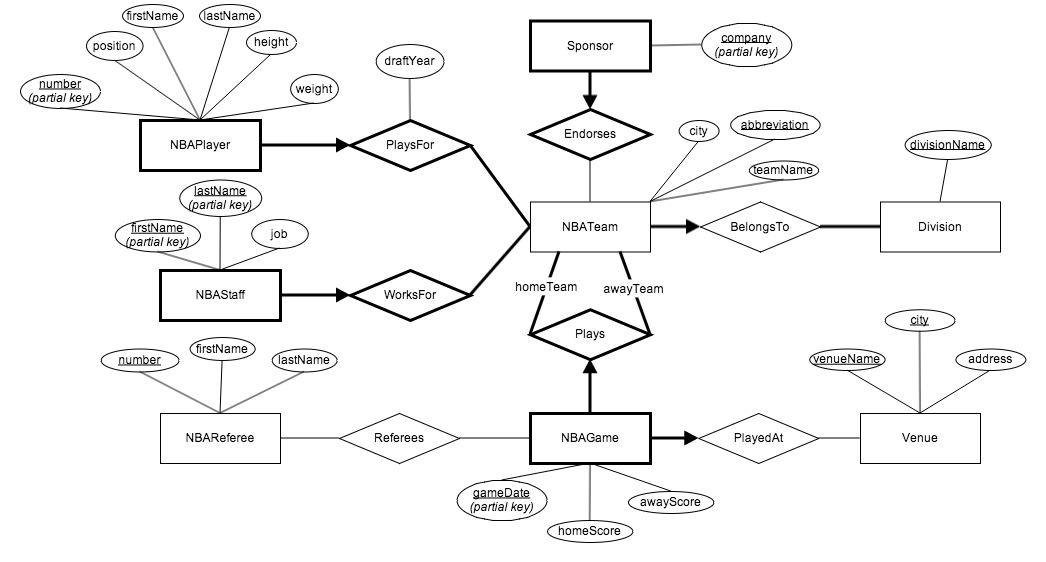 firstName
lastName
position
height
number
(partial key)
weight
NBAPlayer
draftYear
PlaysFor
Sponsor
company
(partial key)
Endorses
city
abbreviation
teamName
divisionName
NBATeam
BelongsTo
Division
lastName
(partial key)
firstName
(partial key)
job
NBAStaff
WorksFor
homeTeam
awayTeam
Plays
number
firstName
lastName
NBAReferee
Referees
NBAGame
PlayedAt
Venue
city
venueName
address
gameDate
(partial key)
homeScore
awayScore